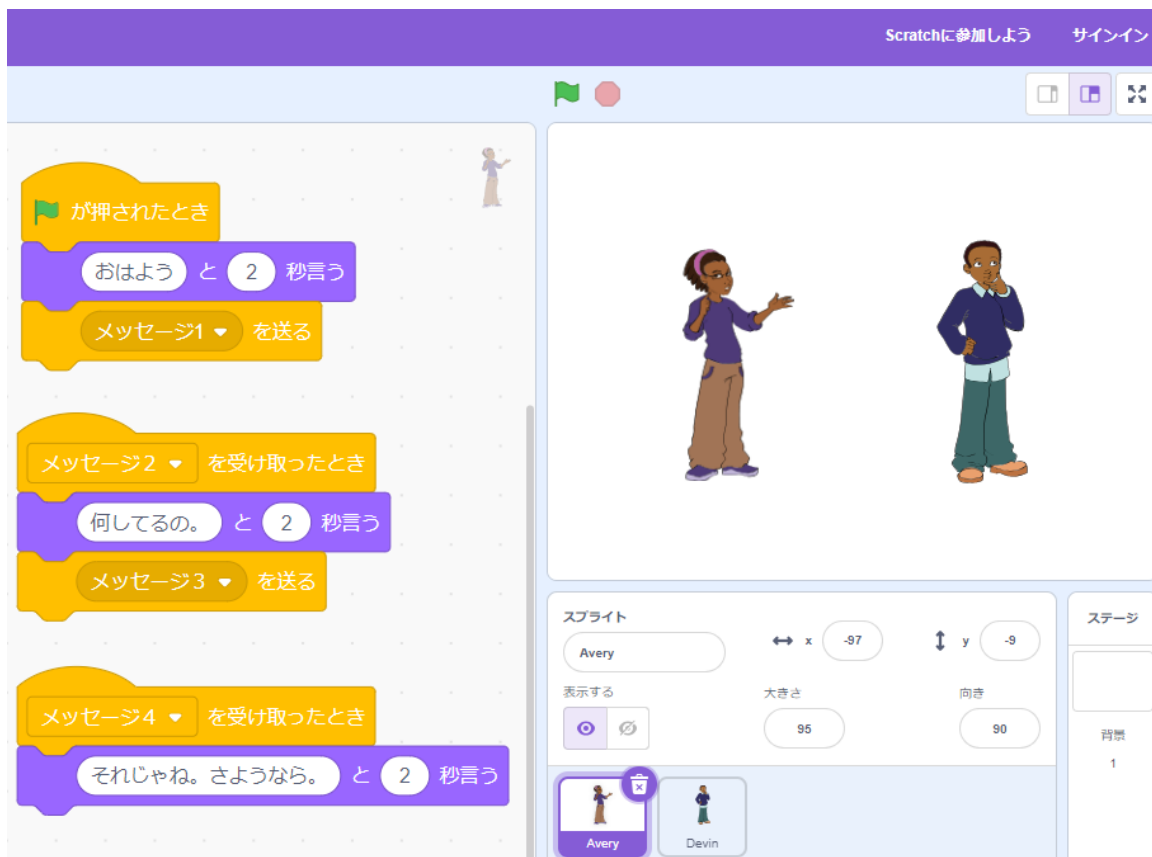 Scratchに参加しよう サインイン
が押されたとき
おはよう と 2 秒言う
メッセージ1 を送る
メッセージ2 を受け取ったとき
何してるの。 と 2 秒言う
メッセージ3 を送る
メッセージ4 を受け取ったとき
それじゃね。さようなら。 と 2 秒言う
スプライト
Avery
x -97 y -9
表示する 大きさ 向き
95 90
Avery Devin
ステージ
背景
1